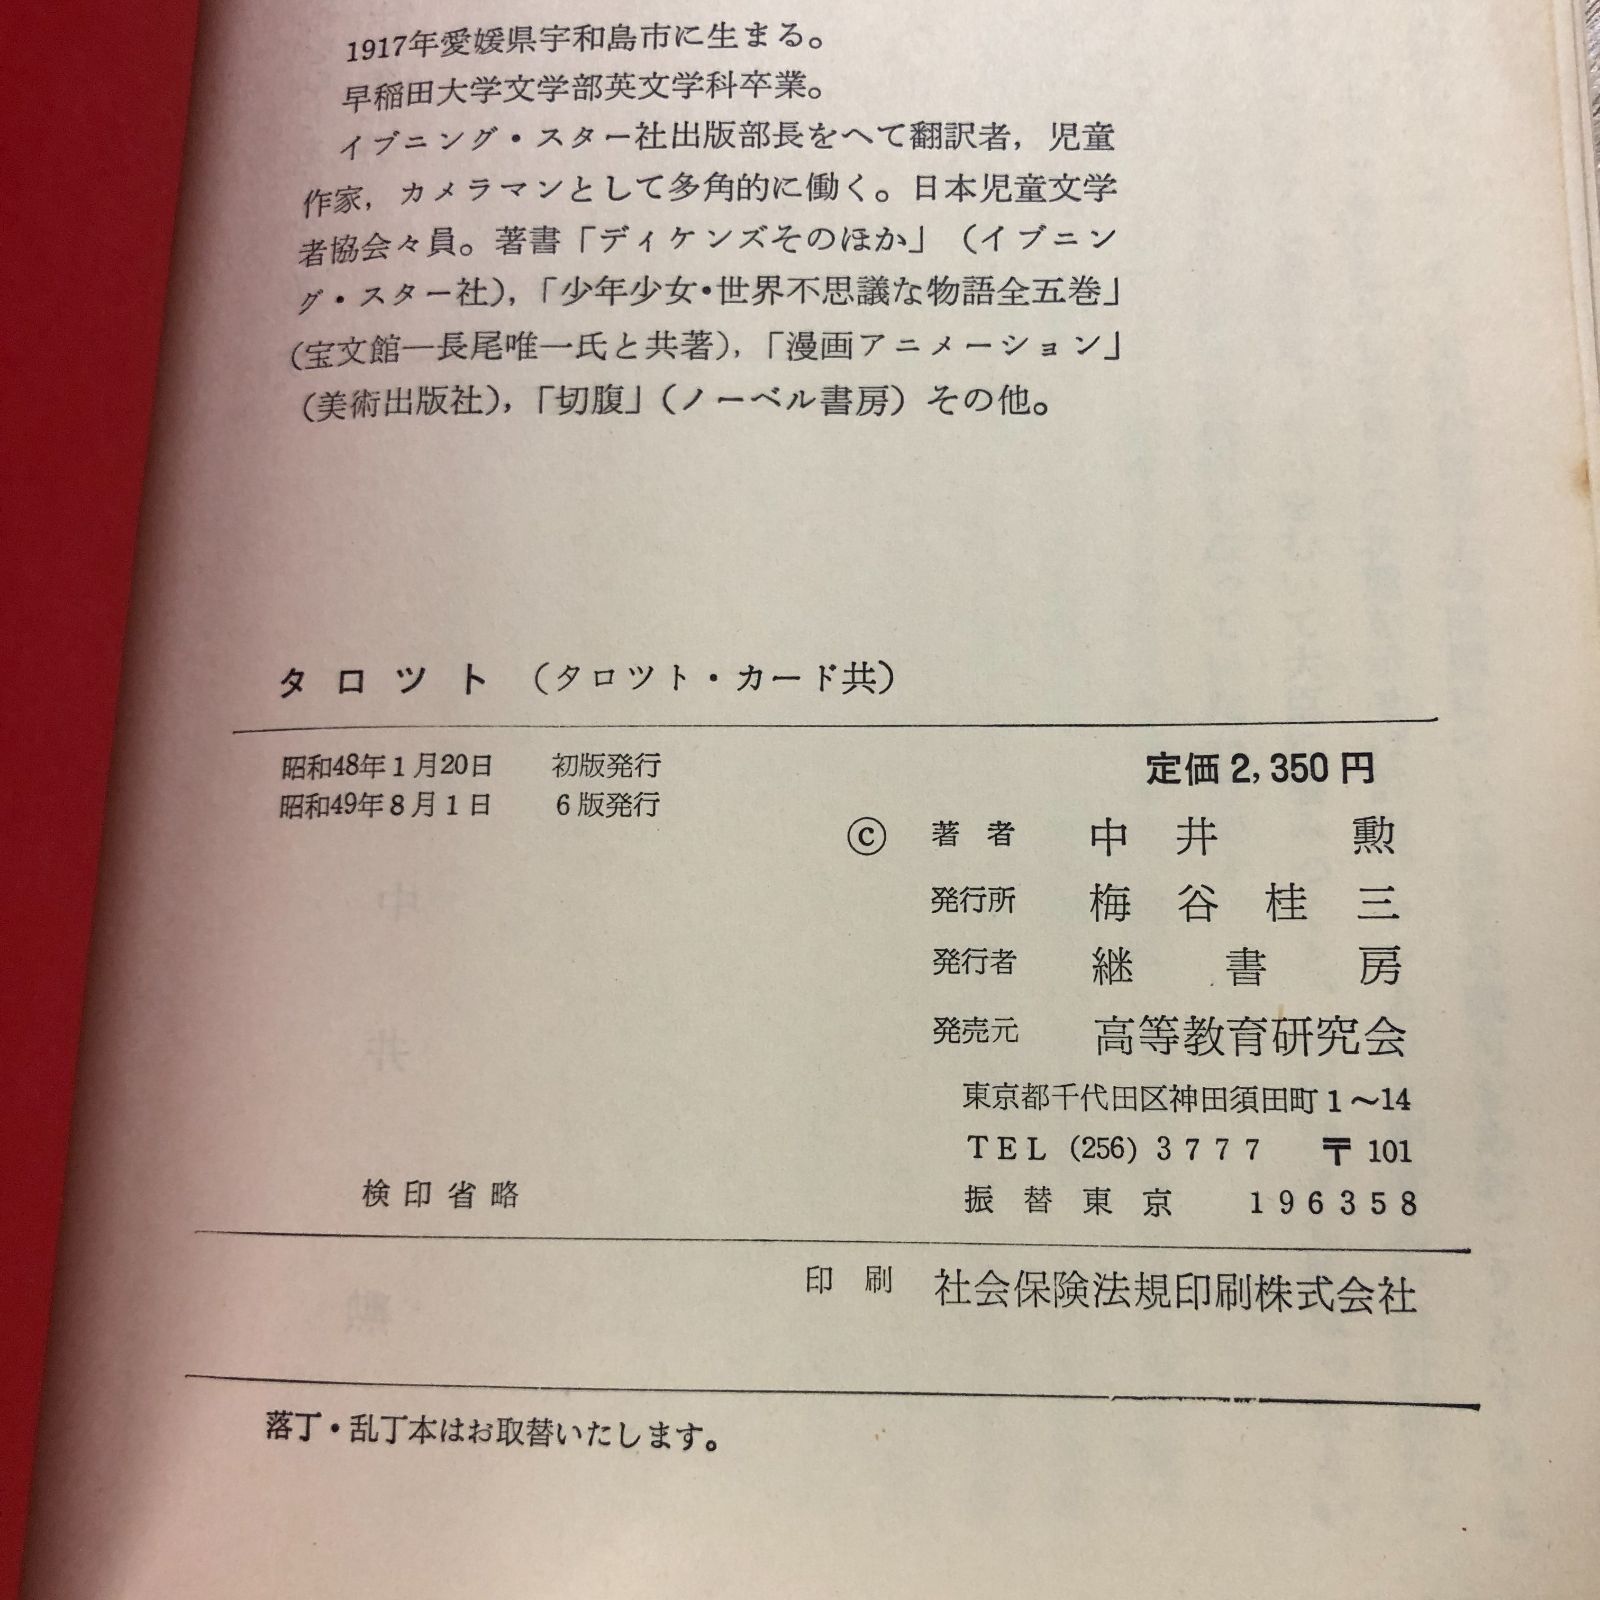 1917年愛媛県宇和島市に生まる。
早稲田大学文学部英文学科卒業。
イブニング・スター社出版部長をへて翻訳者，児童
作家，カメラマンとして多角的に働く。日本児童文学
者協会々員。著書「ディケンズそのほか」（イブニン
グ・スター社），「少年少女・世界不思議な物語全五巻」
（宝文館―長尾唯一氏と共著），「漫画アニメーション」
（美術出版社），「切腹」（ノーベル書房）その他。
タロツト（タロツト・カード共）
昭和48年1月20日　初版発行
昭和49年8月1日　6版発行
定価2,350円
ⓒ 著者　中井　勲
発行所　梅谷桂三
発行者　継書房
発売元　高等教育研究会
東京都千代田区神田須田町1～14
TEL（256）3777　〒101
振替東京　196358
検印省略
印刷　社会保険法規印刷株式会社
落丁・乱丁本はお取替いたします。